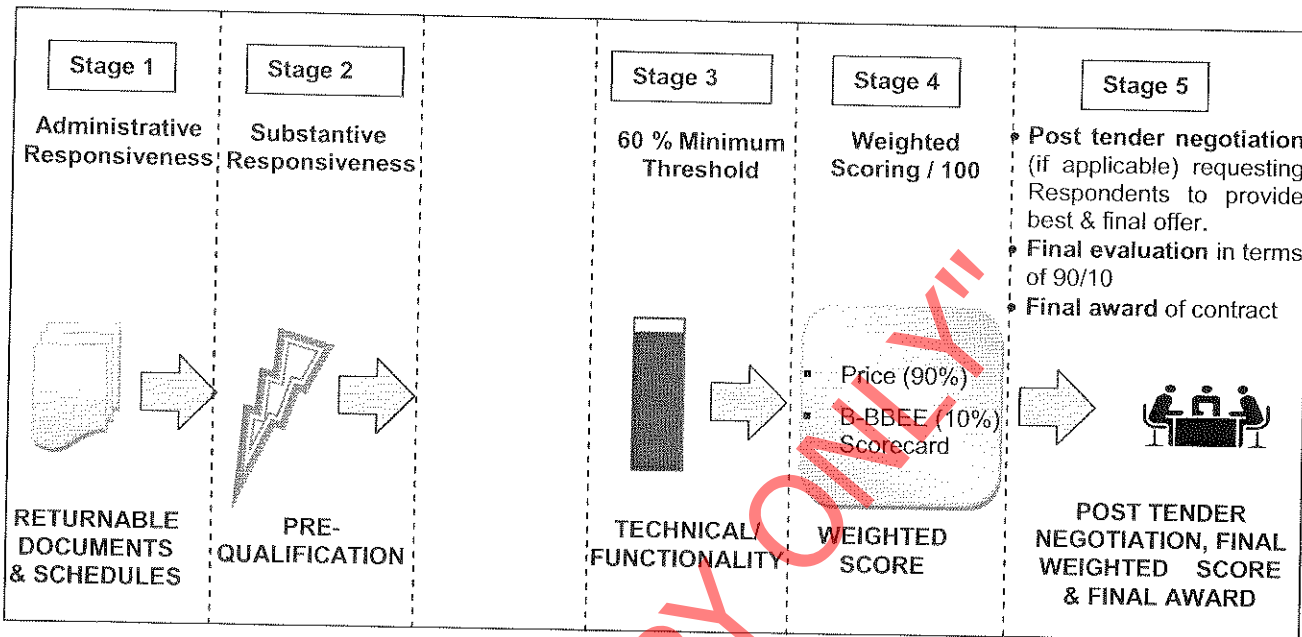 Stage 1
Administrative
Responsiveness
RETURNABLE
DOCUMENTS
& SCHEDULES
Stage 2
Substantive
Responsiveness
PRE-
QUALIFICATION
Stage 3
60 % Minimum
Threshold
TECHNICAL/
FUNCTIONALITY
Stage 4
Weighted
Scoring / 100
▪ Price (90%)
▪ B-BBEE (10%)
Scorecard
WEIGHTED
SCORE
Stage 5
• Post tender negotiation
(if applicable) requesting
Respondents to provide
best & final offer.
• Final evaluation in terms
of 90/10
• Final award of contract
POST TENDER
NEGOTIATION, FINAL
WEIGHTED SCORE
& FINAL AWARD
Y ONLY"